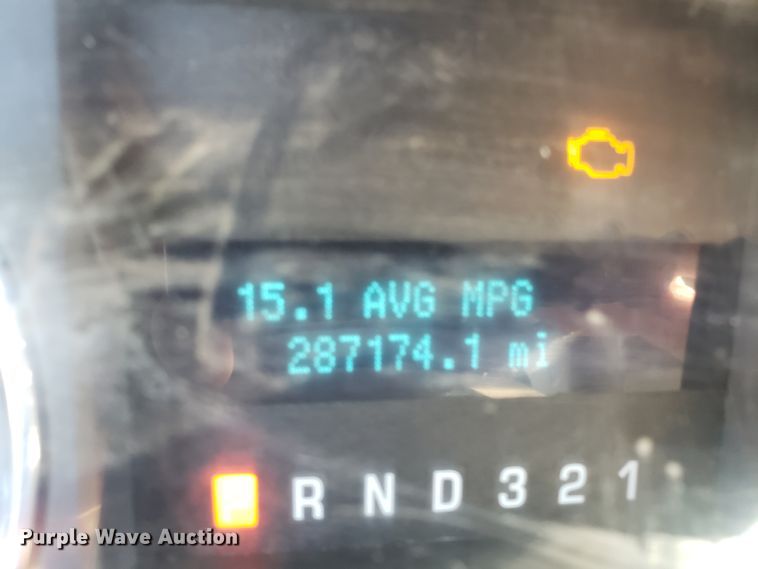 15.1 AVG MPG
287174.1 mi
R N D 3 2 1
Purple Wave Auction